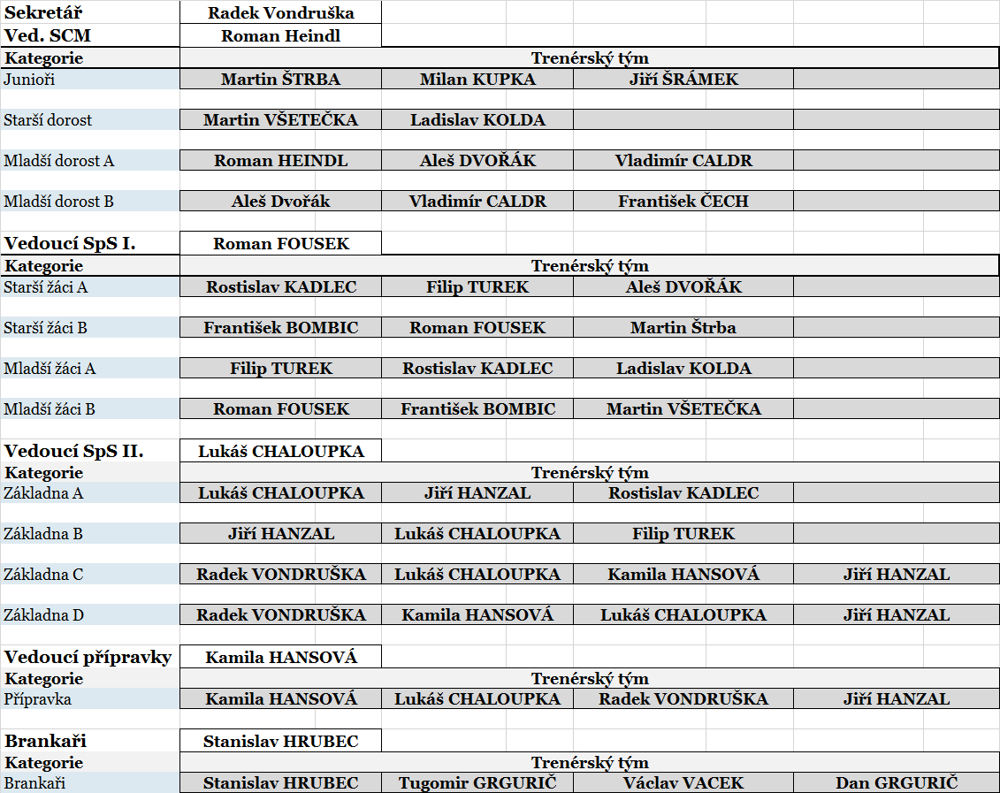 Sekretář Radek Vondruška
Ved. SCM Roman Heindl
Kategorie Trenérský tým
Junioři Martin ŠTRBA Milan KUPKA Jiří ŠRÁMEK
Starší dorost Martin VŠETEČKA Ladislav KOLDA
Mladší dorost A Roman HEINDL Aleš DVOŘÁK Vladimír CALDR
Mladší dorost B Aleš Dvořák Vladimír CALDR František ČECH
Vedoucí SpS I. Roman FOUSEK
Kategorie Trenérský tým
Starší žáci A Rostislav KADLEC Filip TUREK Aleš DVOŘÁK
Starší žáci B František BOMBIC Roman FOUSEK Martin Štrba
Mladší žáci A Filip TUREK Rostislav KADLEC Ladislav KOLDA
Mladší žáci B Roman FOUSEK František BOMBIC Martin VŠETEČKA
Vedoucí SpS II. Lukáš CHALOUPKA
Kategorie Trenérský tým
Základna A Lukáš CHALOUPKA Jiří HANZAL Rostislav KADLEC
Základna B Jiří HANZAL Lukáš CHALOUPKA Filip TUREK
Základna C Radek VONDRUŠKA Lukáš CHALOUPKA Kamila HANSOVÁ Jiří HANZAL
Základna D Radek VONDRUŠKA Kamila HANSOVÁ Lukáš CHALOUPKA Jiří HANZAL
Vedoucí přípravky Kamila HANSOVÁ
Kategorie Trenérský tým
Přípravka Kamila HANSOVÁ Lukáš CHALOUPKA Radek VONDRUŠKA Jiří HANZAL
Brankaři Stanislav HRUBEC
Kategorie Trenérský tým
Brankaři Stanislav HRUBEC Tugomir GRGURIČ Václav VACEK Dan GRGURIČ